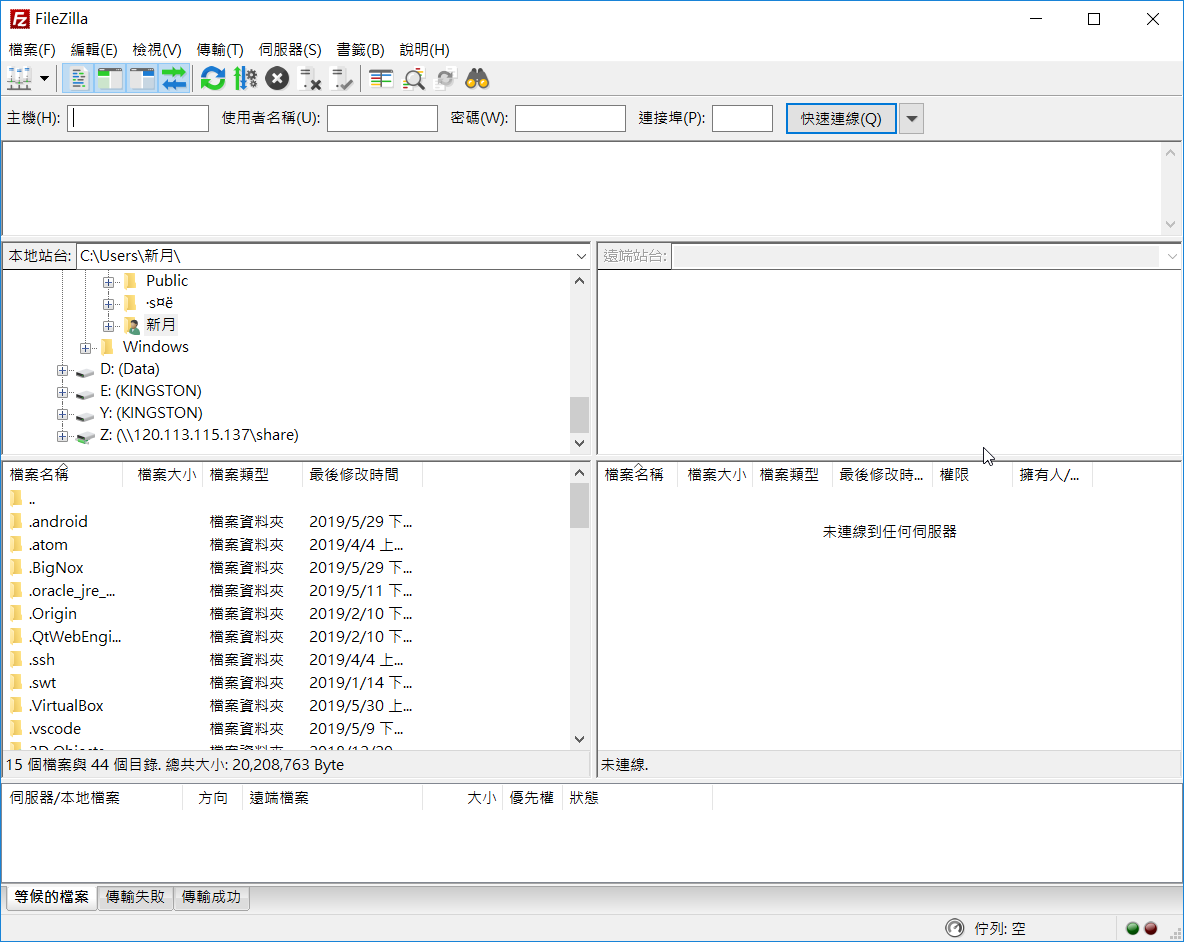 FileZilla
檔案(F) 編輯(E) 檢視(V) 傳輸(T) 伺服器(S) 書籤(B) 說明(H)
主機(H): 使用者名稱(U): 密碼(W): 連接埠(P): 快速連線(Q)
本地站台: C:\Users\新月\
Public
·s¤ë
新月
Windows
D: (Data)
E: (KINGSTON)
Y: (KINGSTON)
Z: (\\120.113.115.137\share)
遠端站台:
檔案名稱 檔案大小 檔案類型 最後修改時間
..
.android 檔案資料夾 2019/5/29 下...
.atom 檔案資料夾 2019/4/4 上...
.BigNox 檔案資料夾 2019/5/29 下...
.oracle_jre_... 檔案資料夾 2019/5/11 下...
.Origin 檔案資料夾 2019/2/10 下...
.QtWebEngi... 檔案資料夾 2019/2/10 下...
.ssh 檔案資料夾 2019/4/4 上...
.swt 檔案資料夾 2019/1/14 下...
.VirtualBox 檔案資料夾 2019/5/30 上...
.vscode 檔案資料夾 2019/5/9 下...
3D Objects 檔案資料夾 2018/12/20
15 個檔案與 44 個目錄. 總共大小: 20,208,763 Byte
檔案名稱 檔案大小 檔案類型 最後修改時... 權限 擁有人/...
未連線到任何伺服器
未連線.
伺服器/本地檔案 方向 遠端檔案 大小 優先權 狀態
等候的檔案 傳輸失敗 傳輸成功
佇列: 空